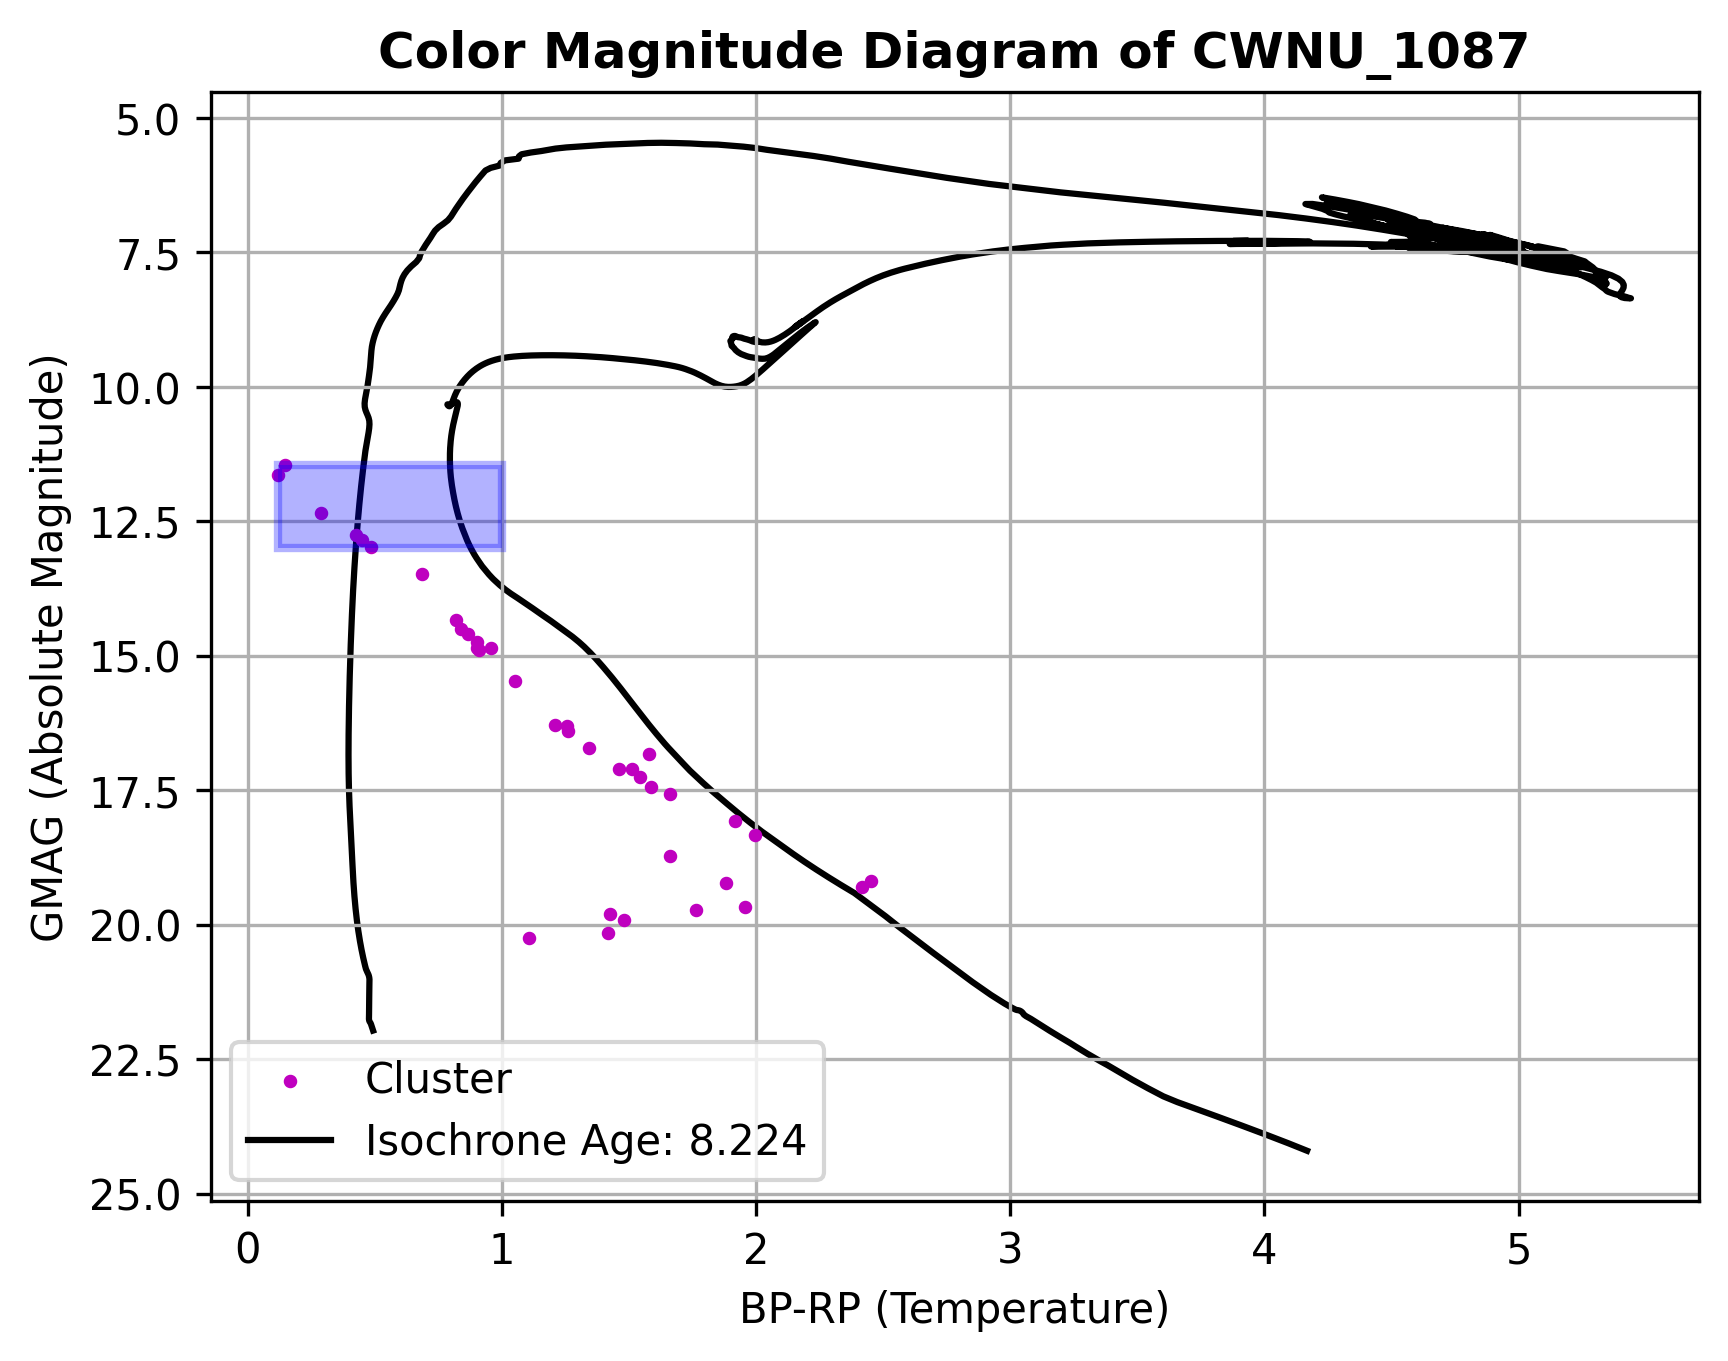 Color Magnitude Diagram of CWNU_1087
GMAG (Absolute Magnitude)
5.0
7.5
10.0
12.5
15.0
17.5
20.0
22.5
25.0
Cluster
Isochrone Age: 8.224
0 1 2 3 4 5
BP-RP (Temperature)